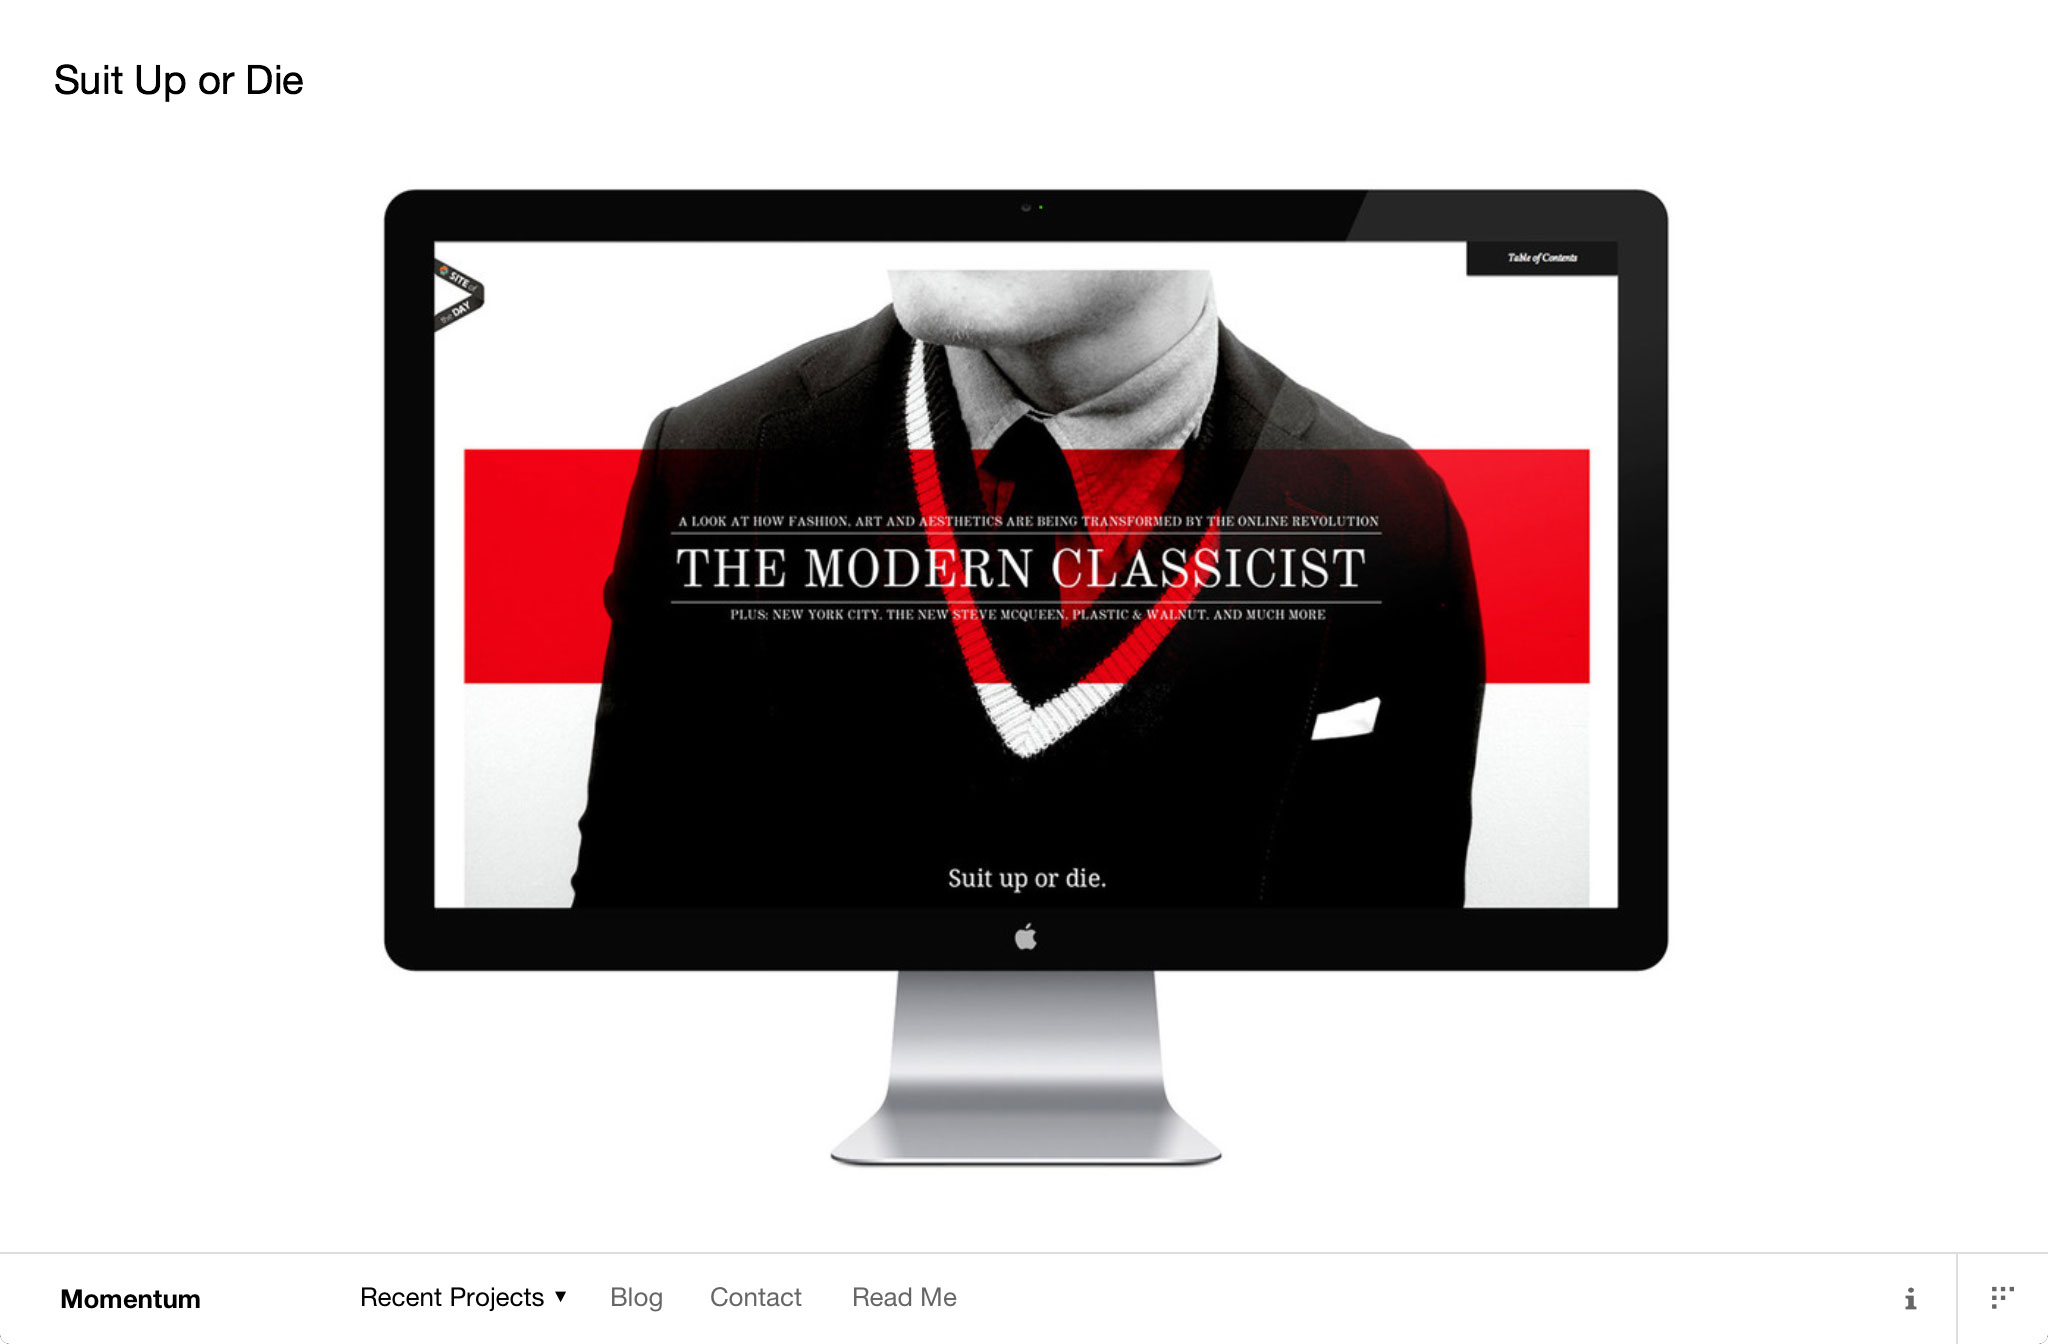 Suit Up or Die
SITE of
the DAY
Table of Contents
A LOOK AT HOW FASHION, ART AND AESTHETICS ARE BEING TRANSFORMED BY THE ONLINE REVOLUTION
THE MODERN CLASSICIST
PLUS: NEW YORK CITY, THE NEW STEVE MCQUEEN, PLASTIC & WALNUT, AND MUCH MORE
Suit up or die.
Momentum
Recent Projects ▼
Blog
Contact
Read Me